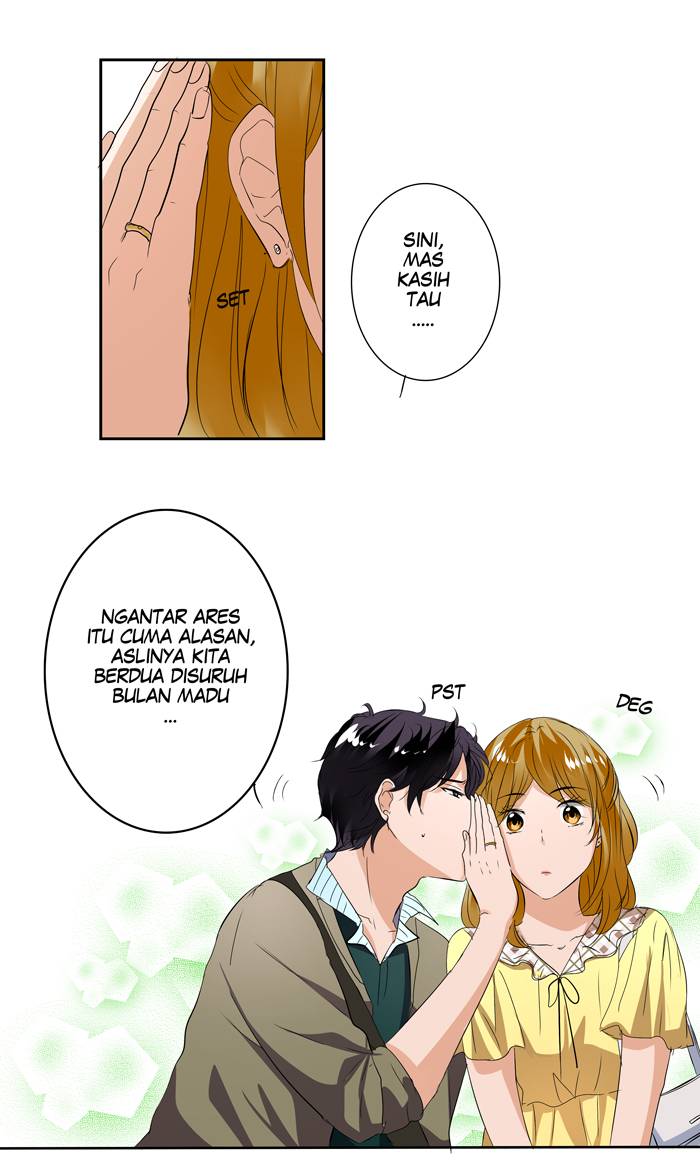 SINI,
MAS
KASIH
TAU
.....
SET
NGANTAR ARES
ITU CUMA ALASAN,
ASLINYA KITA
BERDUA DISURUH
BULAN MADU
...
PST
DEG